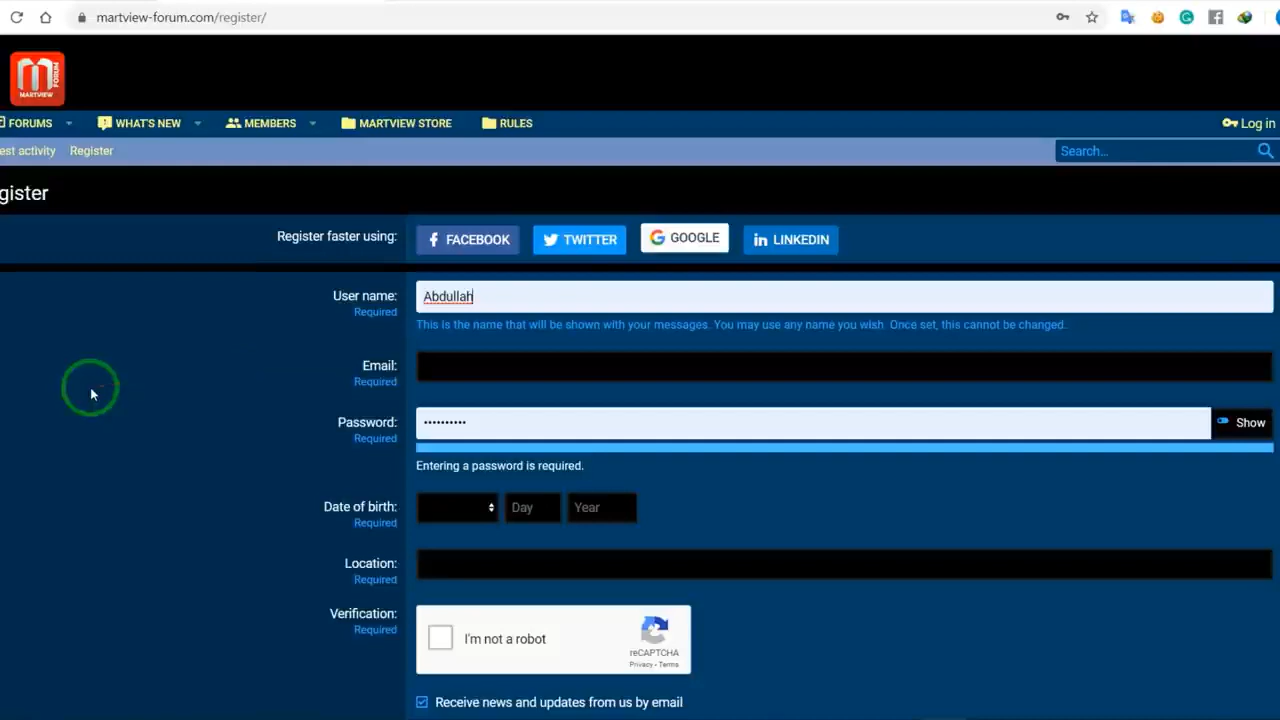 martview-forum.com/register/
MARTVIEW
FORUM
FORUMS WHAT'S NEW MEMBERS MARTVIEW STORE RULES Log in
est activity Register Search...
gister
Register faster using: FACEBOOK TWITTER GOOGLE LINKEDIN
User name: Abdullah
Required
This is the name that will be shown with your messages. You may use any name you wish. Once set, this cannot be changed.
Email:
Required
Password: •••••••••• Show
Required
Entering a password is required.
Date of birth: Day Year
Required
Location:
Required
Verification:
Required
I'm not a robot
reCAPTCHA
Privacy - Terms
Receive news and updates from us by email